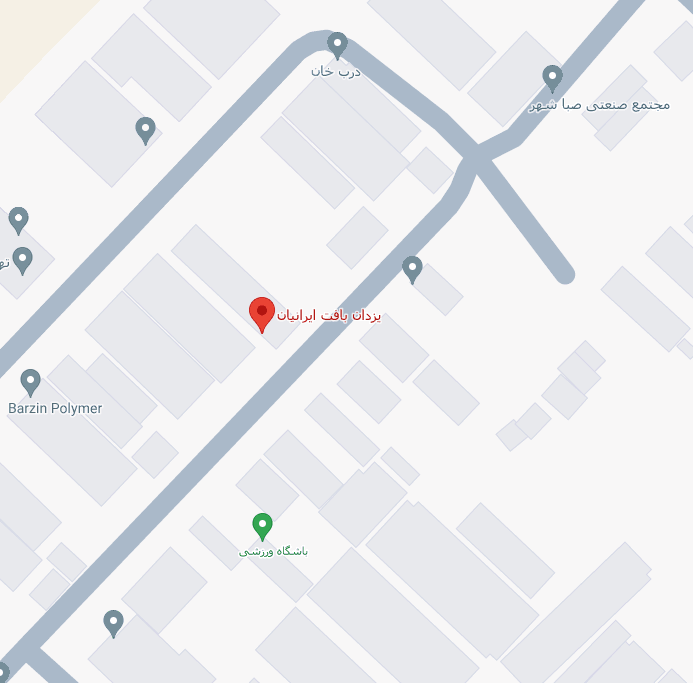 درب خان
مجتمع صنعتی صبا شهر
یزدان بافت ایرانیان
Barzin Polymer
باشگاه ورزشی